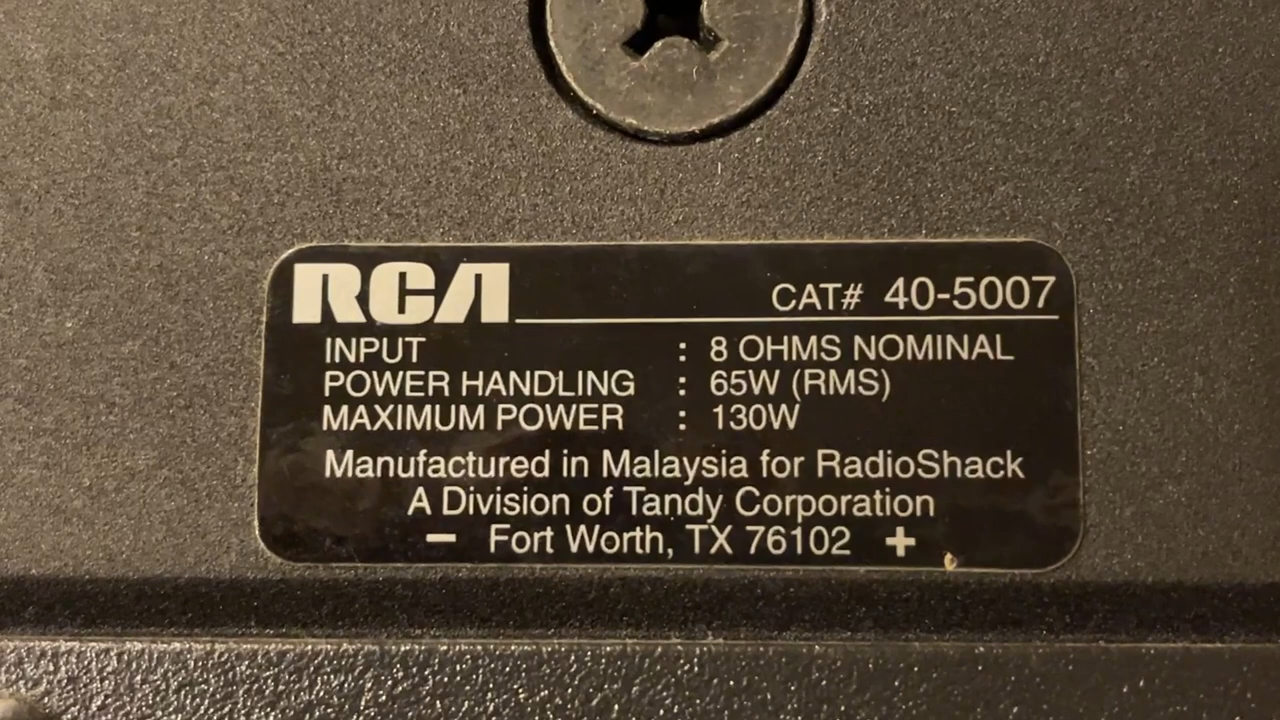 RCA CAT# 40-5007
INPUT : 8 OHMS NOMINAL
POWER HANDLING : 65W (RMS)
MAXIMUM POWER : 130W
Manufactured in Malaysia for RadioShack
A Division of Tandy Corporation
− Fort Worth, TX 76102 +